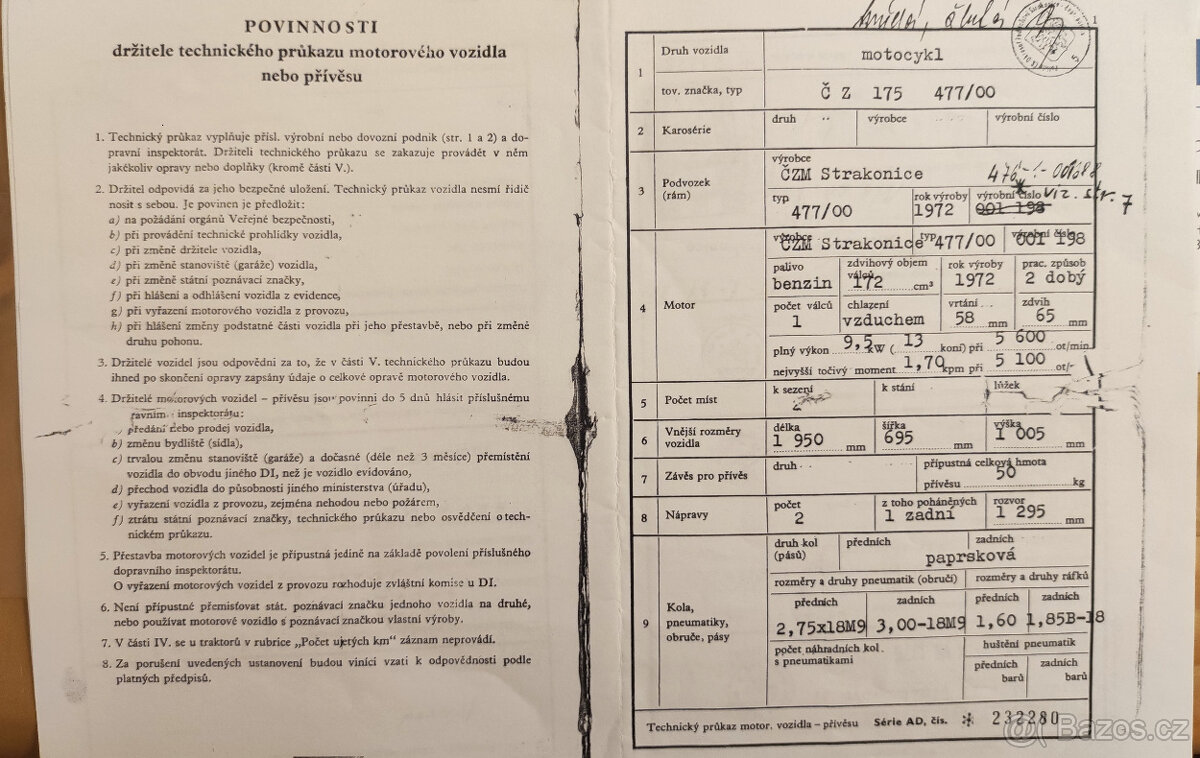 POVINNOSTI
držitele technického průkazu motorového vozidla
nebo přívěsu
1. Technický průkaz vyplňuje přísl. výrobní nebo dovozní podnik (str. 1 a 2) a do-
pravní inspektorát. Držiteli technického průkazu se zakazuje provádět v něm
jakékoliv opravy nebo doplňky (kromě části V.).
2. Držitel odpovídá za jeho bezpečné uložení. Technický průkaz vozidla nesmí řidič
nosit s sebou. Je povinen je předložit:
a) na požádání orgánů Veřejné bezpečnosti,
b) při provádění technické prohlídky vozidla,
c) při změně držitele vozidla,
d) při změně stanoviště (garáže) vozidla,
e) při změně státní poznávací značky,
f) při hlášení a odhlášení vozidla z evidence,
g) při vyřazení motorového vozidla z provozu,
h) při hlášení změny podstatné části vozidla při jeho přestavbě, nebo při změně
druhu pohonu.
3. Držitelé vozidel jsou odpovědni za to, že v části V. technického průkazu budou
ihned po skončení opravy zapsány údaje o celkové opravě motorového vozidla.
4. Držitelé motorových vozidel – přívěsů jsou povinni do 5 dnů hlásit příslušnému
ravním inspektorátu:
předání nebo prodej vozidla,
b) změnu bydliště (sídla),
c) trvalou změnu stanoviště (garáže) a dočasné (déle než 3 měsíce) přemístění
vozidla do obvodu jiného DI, než je vozidlo evidováno,
d) přechod vozidla do působnosti jiného ministerstva (úřadu),
e) vyřazení vozidla z provozu, zejména nehodou nebo požárem,
f) ztrátu státní poznávací značky, technického průkazu nebo osvědčení o tech-
nickém průkazu.
5. Přestavba motorových vozidel je přípustná jedině na základě povolení příslušného
dopravního inspektorátu.
O vyřazení motorových vozidel z provozu rozhoduje zvláštní komise u DI.
6. Není přípustné přemisťovat stát. poznávací značku jednoho vozidla na druhé,
nebo používat motorové vozidlo s poznávací značkou vlastní výroby.
7. V části IV. se u traktorů v rubrice „Počet ujetých km“ záznam neprovádí.
8. Za porušení uvedených ustanovení budou viníci vzati k odpovědnosti podle
platných předpisů.
1
1 Druh vozidla motocykl
tov. značka, typ Č Z 175 477/00
2 Karosérie druh výrobce výrobní číslo
3 Podvozek (rám) výrobce ČZM Strakonice
typ 477/00 rok výroby 1972 výrobní číslo 001 198 viz. str. 7
4 Motor výrobce ČZM Strakonice typ 477/00 výrobní číslo 001 198
palivo benzin zdvihový objem válců 172 cm³ rok výroby 1972 prac. způsob 2 dobý
počet válců 1 chlazení vzduchem vrtání 58 mm zdvih 65 mm
plný výkon 9,5 kW ( 13 koní) při 5 600 ot/min.
nejvyšší točivý moment 1,70 kpm při 5 100 ot/
5 Počet míst k sezení k stání lůžek
6 Vnější rozměry vozidla délka 1 950 mm šířka 695 mm výška 1 005 mm
7 Závěs pro přívěs druh přípustná celková hmota přívěsu 50 kg
8 Nápravy počet 2 z toho poháněných 1 zadní rozvor 1 295 mm
9 Kola, pneumatiky, obruče, pásy
druh kol (pásů) předních zadních
paprsková
rozměry a druhy pneumatik (obručí) rozměry a druhy ráfků
předních zadních předních zadních
2,75x18M9 3,00-18M9 1,60 1,85B-18
počet náhradních kol s pneumatikami huštění pneumatik
předních barů zadních barů
Technický průkaz motor. vozidla – přívěsu Série AD, čís. * 232280
Bazos.cz